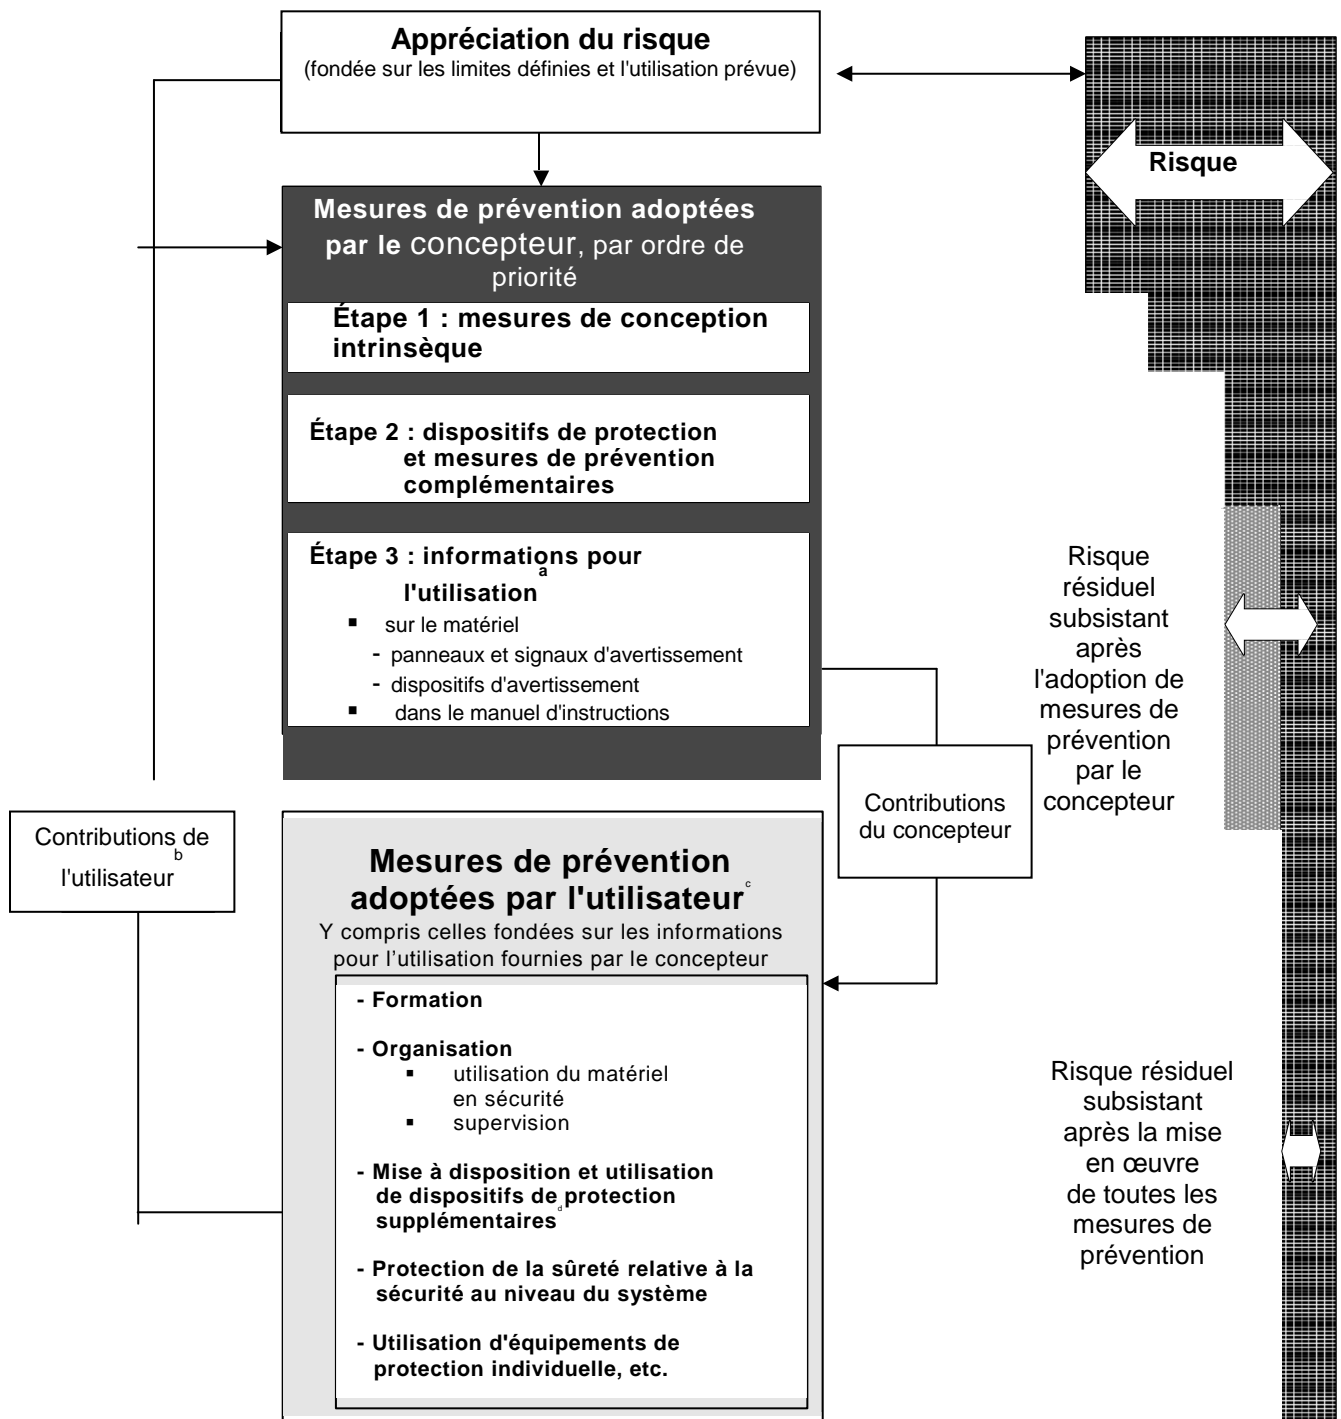 Appréciation du risque
(fondée sur les limites définies et l'utilisation prévue)
Risque
Mesures de prévention adoptées
par le concepteur, par ordre de
priorité
Étape 1 : mesures de conception
intrinsèque
Étape 2 : dispositifs de protection
et mesures de prévention
complémentaires
Étape 3 : informations pour
l'utilisation a
▪ sur le matériel
- panneaux et signaux d'avertissement
- dispositifs d'avertissement
▪ dans le manuel d'instructions
Risque
résiduel
subsistant
après
l'adoption de
mesures de
prévention
par le
concepteur
Contributions
du concepteur
Contributions de
l'utilisateur b
Mesures de prévention
adoptées par l'utilisateur c
Y compris celles fondées sur les informations
pour l'utilisation fournies par le concepteur
- Formation
- Organisation
▪ utilisation du matériel
en sécurité
▪ supervision
- Mise à disposition et utilisation
de dispositifs de protection
supplémentaires d
- Protection de la sûreté relative à la
sécurité au niveau du système
- Utilisation d'équipements de
protection individuelle, etc.
Risque résiduel
subsistant
après la mise
en œuvre
de toutes les
mesures de
prévention